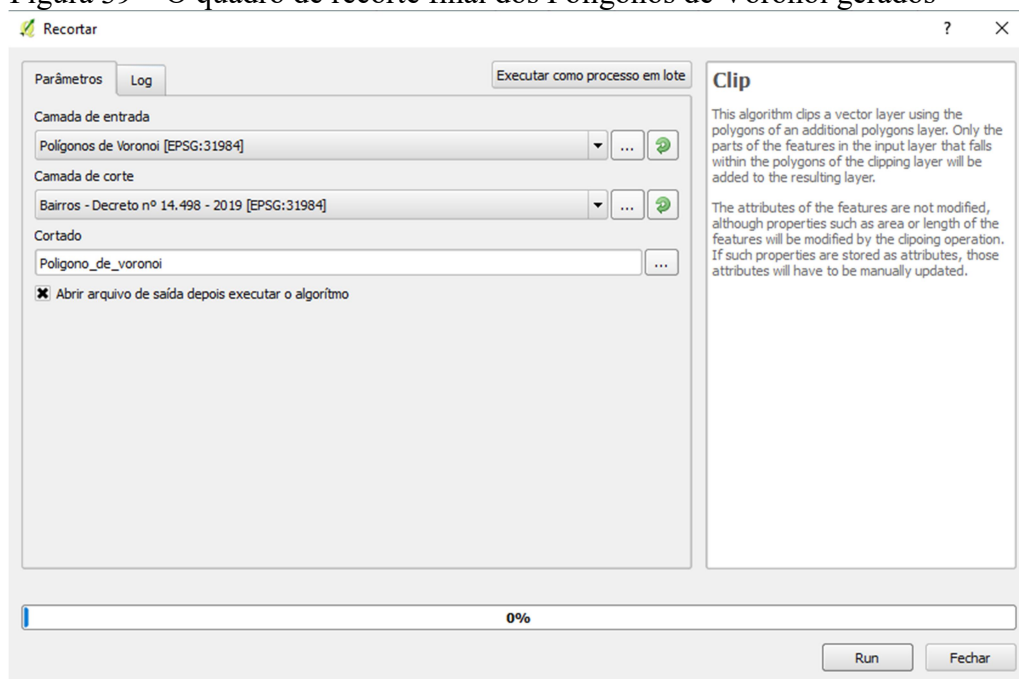 Figura 39 – O quadro de recorte final dos Polígonos de Voronoi gerados
Recortar
?
Parâmetros
Log
Executar como processo em lote
Camada de entrada
Polígonos de Voronoi [EPSG:31984]
...
Camada de corte
Bairros - Decreto nº 14.498 - 2019 [EPSG:31984]
...
Cortado
Poligono_de_voronoi
...
Abrir arquivo de saída depois executar o algorítmo
Clip
This algorithm clips a vector layer using the
polygons of an additional polygons layer. Only the
parts of the features in the input layer that falls
within the polygons of the clipping layer will be
added to the resulting layer.
The attributes of the features are not modified,
although properties such as area or length of the
features will be modified by the clipoing operation.
If such properties are stored as attributes, those
attributes will have to be manually updated.
0%
Run
Fechar